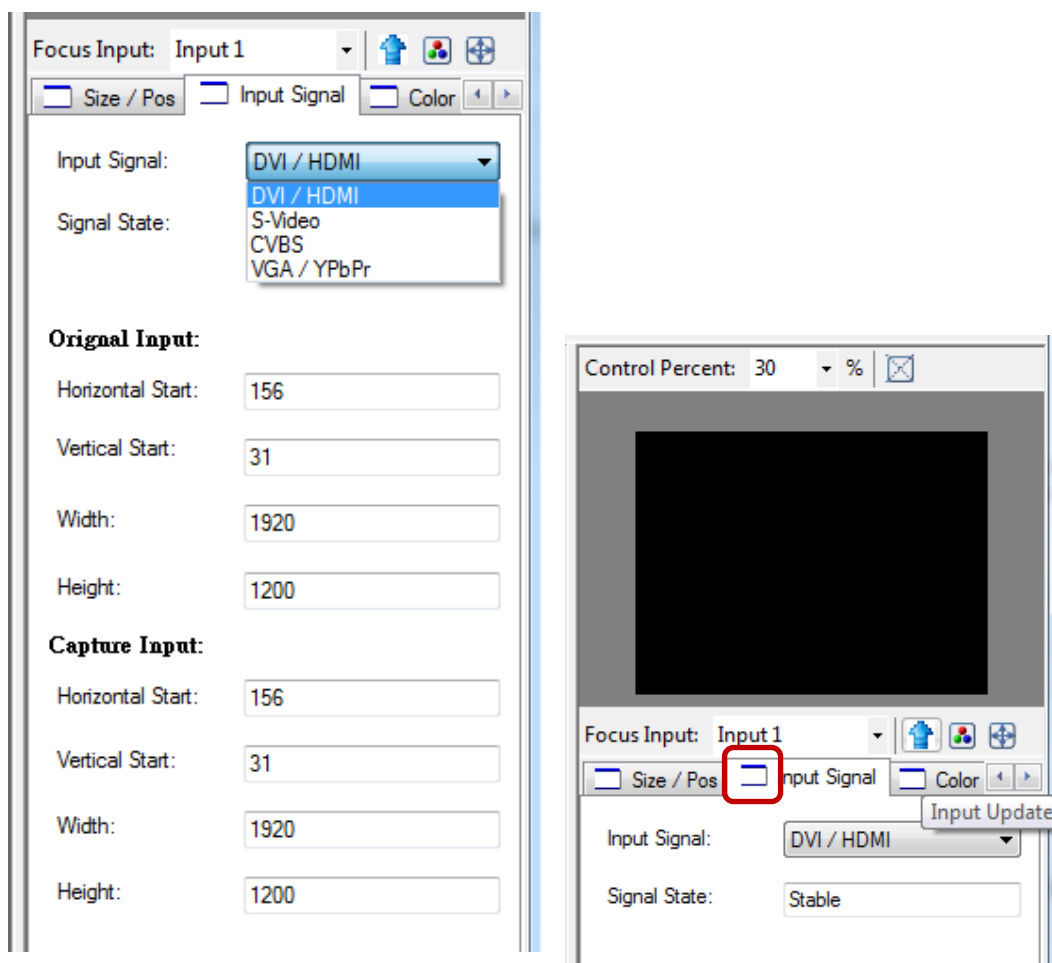 Focus Input: Input 1
Size / Pos Input Signal Color
Input Signal: DVI / HDMI
DVI / HDMI
S-Video
Signal State:
CVBS
VGA / YPbPr
Orignal Input:
Horizontal Start: 156
Vertical Start: 31
Width: 1920
Height: 1200
Capture Input:
Horizontal Start: 156
Vertical Start: 31
Width: 1920
Height: 1200
Control Percent: 30 %
Focus Input: Input 1
Size / Pos nput Signal Color
Input Update
Input Signal: DVI / HDMI
Signal State: Stable